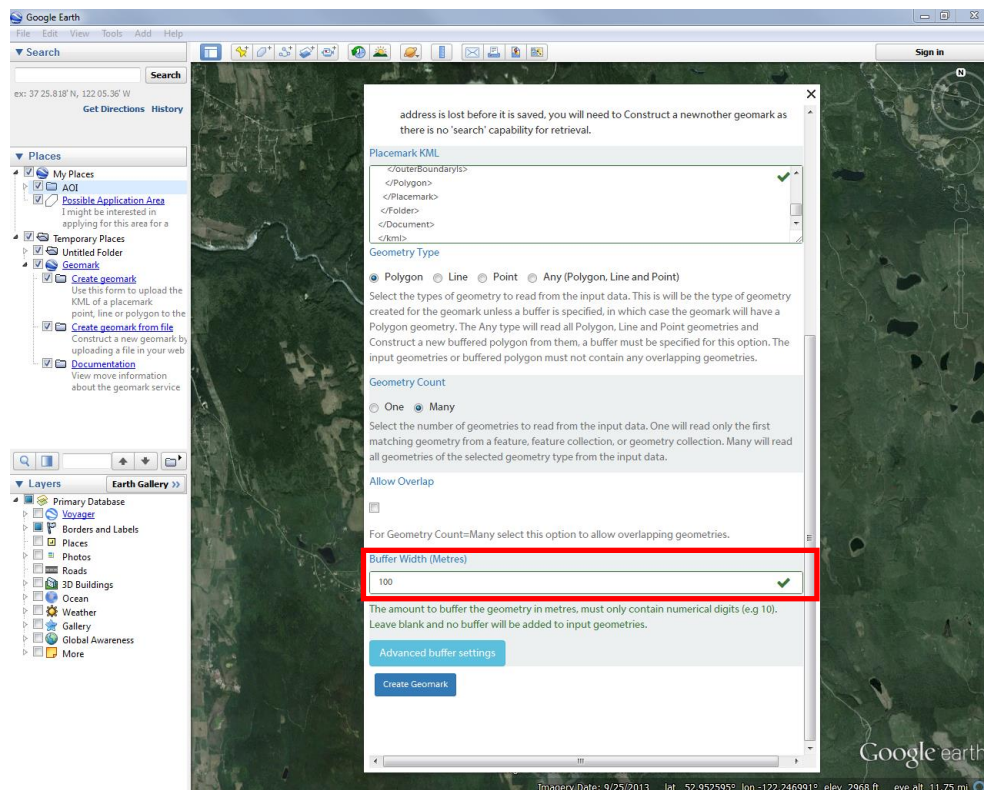 Google Earth
File Edit View Tools Add Help
▼ Search
Sign in
Search
ex: 37 25.818' N, 122 05.36' W
Get Directions History
N
▼ Places
My Places
AOI
Possible Application Area
I might be interested in
applying for this area for a
Temporary Places
Untitled Folder
Geomark
Create geomark
Use this form to upload the
KML of a placemark
point, line or polygon to the
Create geomark from file
Construct a new geomark by
uploading a file in your web
Documentation
View move information
about the geomark service
▼ Layers
Earth Gallery »
Primary Database
Voyager
Borders and Labels
Places
Photos
Roads
3D Buildings
Ocean
Weather
Gallery
Global Awareness
More
address is lost before it is saved, you will need to Construct a newnother geomark as
there is no 'search' capability for retrieval.
Placemark KML
</outerBoundaryIs>
</Polygon>
</Placemark>
</Folder>
</Document>
</kml>
Geometry Type
Polygon Line Point Any (Polygon, Line and Point)
Select the types of geometry to read from the input data. This is will be the type of geometry
created for the geomark unless a buffer is specified, in which case the geomark will have a
Polygon geometry. The Any type will read all Polygon, Line and Point geometries and
Construct a new buffered polygon from them, a buffer must be specified for this option. The
input geometries or buffered polygon must not contain any overlapping geometries.
Geometry Count
One Many
Select the number of geometries to read from the input data. One will read only the first
matching geometry from a feature, feature collection, or geometry collection. Many will read
all geometries of the selected geometry type from the input data.
Allow Overlap
For Geometry Count=Many select this option to allow overlapping geometries.
Buffer Width (Metres)
100
The amount to buffer the geometry in metres, must only contain numerical digits (e.g 10).
Leave blank and no buffer will be added to input geometries.
Advanced buffer settings
Create Geomark
Google earth
Imagery Date: 9/25/2013 lat 52.952595° lon -122.246991° elev 2968 ft eye alt 11.75 mi